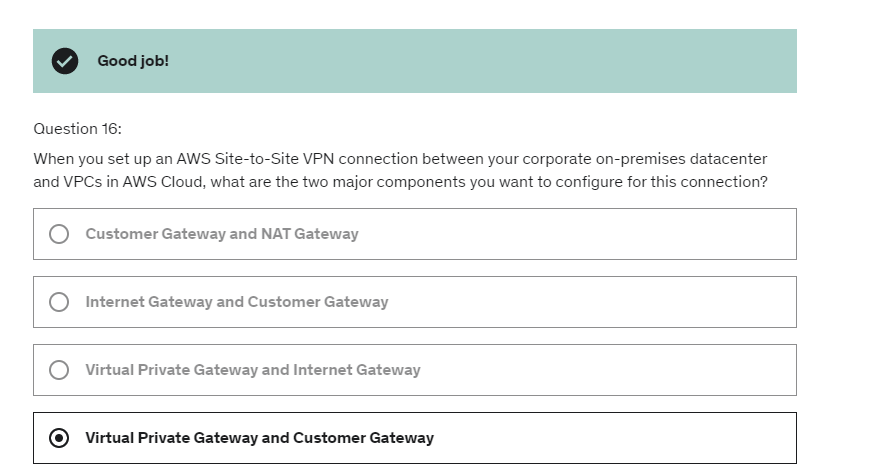 Good job!
Question 16:
When you set up an AWS Site-to-Site VPN connection between your corporate on-premises datacenter
and VPCs in AWS Cloud, what are the two major components you want to configure for this connection?
Customer Gateway and NAT Gateway
Internet Gateway and Customer Gateway
Virtual Private Gateway and Internet Gateway
Virtual Private Gateway and Customer Gateway